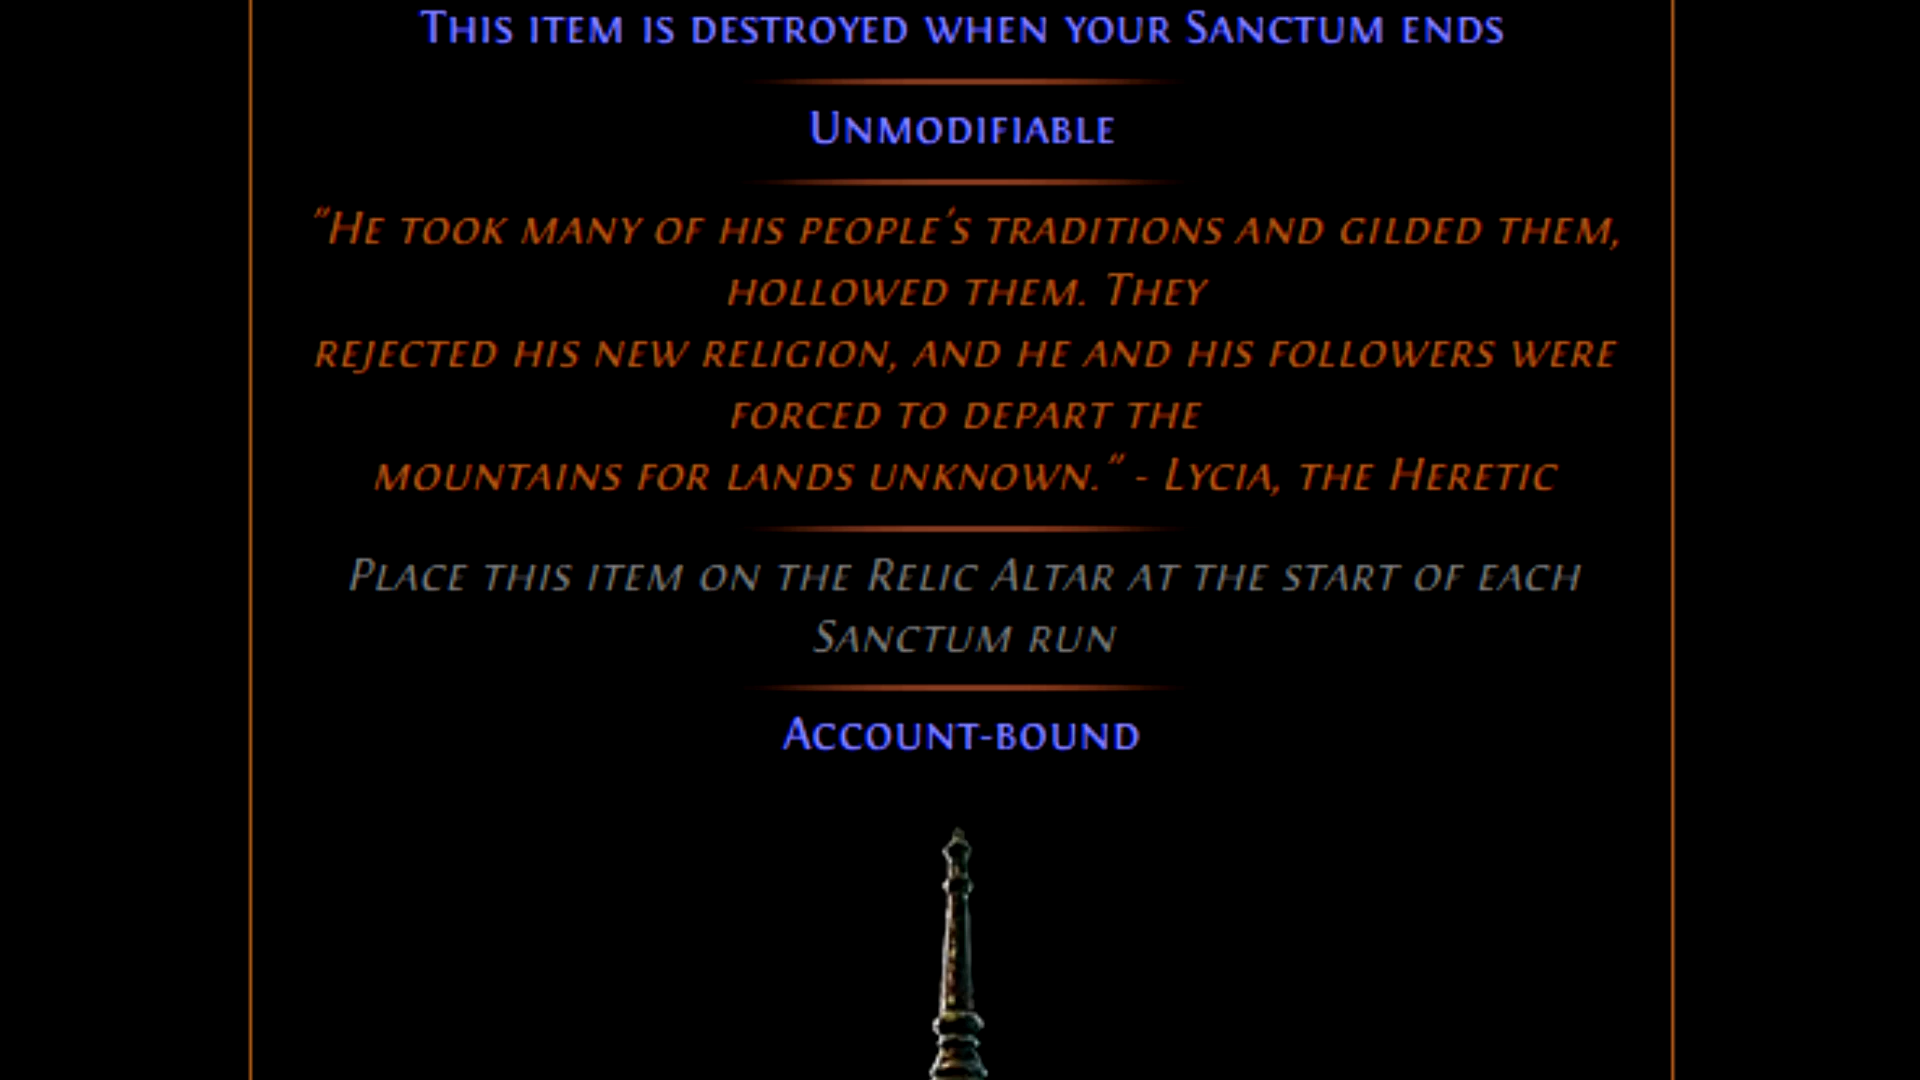 This item is destroyed when your Sanctum ends
Unmodifiable
"He took many of his people's traditions and gilded them,
hollowed them. They
rejected his new religion, and he and his followers were
forced to depart the
mountains for lands unknown." - Lycia, the Heretic
Place this item on the Relic Altar at the start of each
Sanctum run
Account-bound